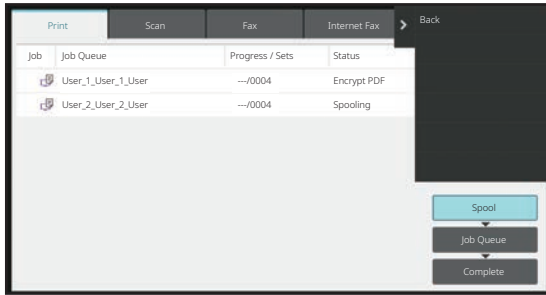 Print Scan Fax Internet Fax Back
Job Job Queue Progress / Sets Status
User_1_User_1_User ---/0004 Encrypt PDF
User_2_User_2_User ---/0004 Spooling
Spool
Job Queue
Complete